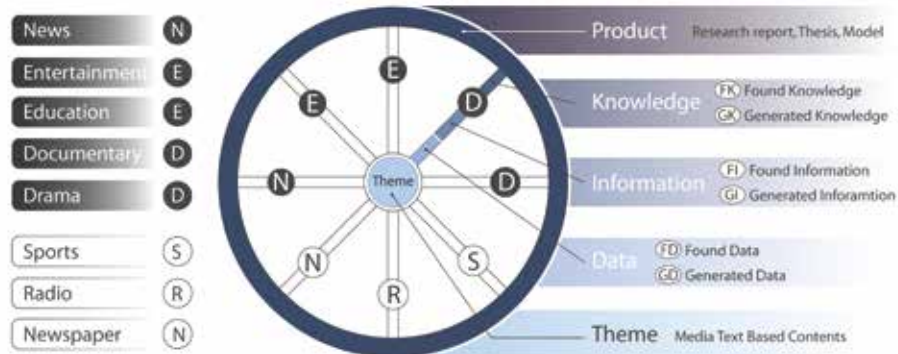 News N
Entertainment E
Education E
Documentary D
Drama D
Sports S
Radio R
Newspaper N
E
E
D
N
Theme
D
N
S
R
Product Research report, Thesis, Model
Knowledge
FK Found Knowledge
GK Generated Knowledge
Information
FI Found Information
GI Generated Inforamtion
Data
FD Found Data
GD Generated Data
Theme Media Text Based Contents